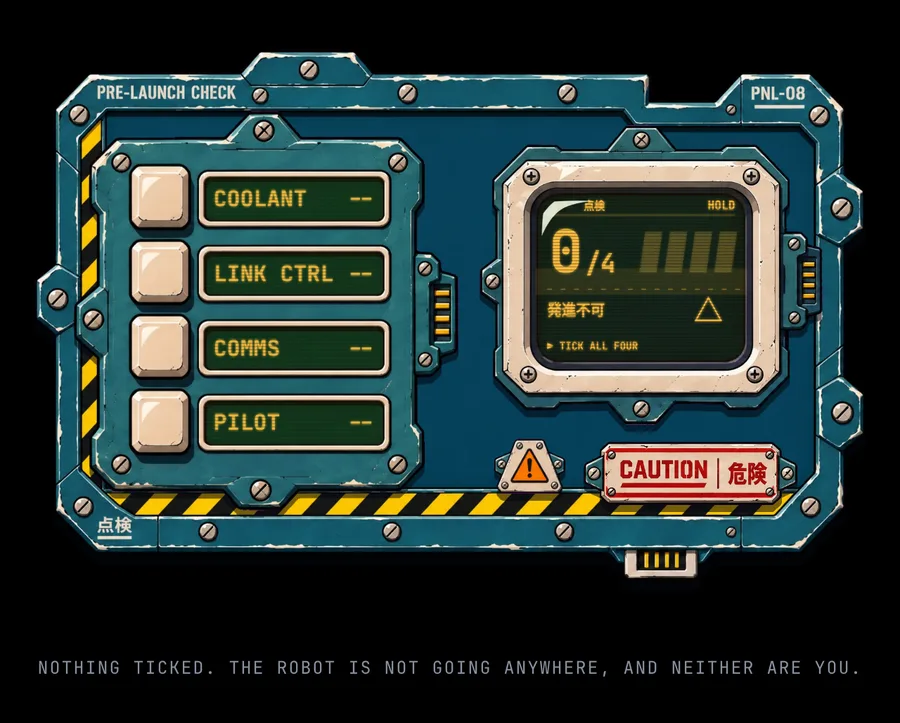 PRE-LAUNCH CHECK
PNL-08
COOLANT --
LINK CTRL --
COMMS --
PILOT --
点検 HOLD
0/4
発進不可
▶ TICK ALL FOUR
!
CAUTION | 危険
点検
NOTHING TICKED. THE ROBOT IS NOT GOING ANYWHERE, AND NEITHER ARE YOU.